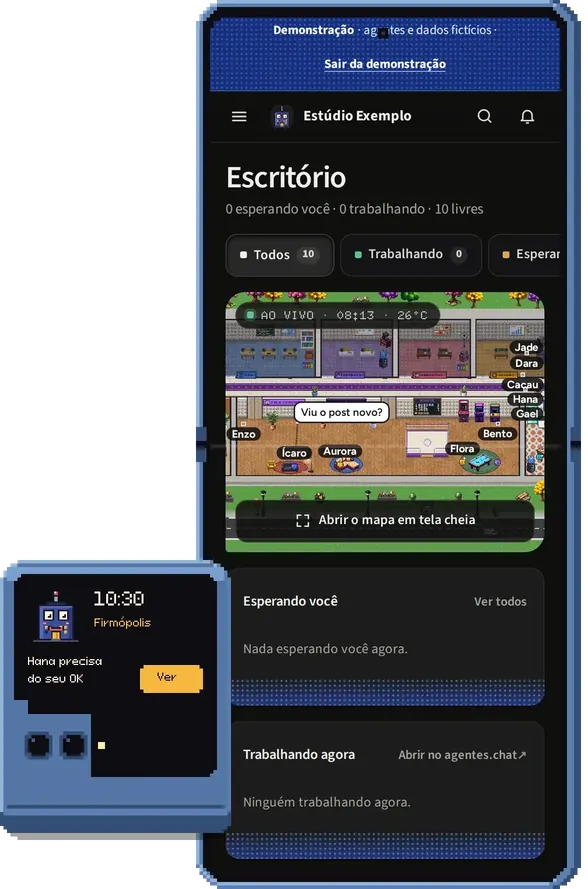 Demonstração · agentes e dados fictícios ·
Sair da demonstração
Estúdio Exemplo
Escritório
0 esperando você · 0 trabalhando · 10 livres
Todos 10
Trabalhando 0
Esperar
AO VIVO · 08:13 · 26°C
Jade
Dara
Cacau
Hana
Gael
Viu o post novo?
Enzo
Bento
Ícaro
Aurora
Flora
Abrir o mapa em tela cheia
Esperando você
Ver todos
Nada esperando você agora.
Trabalhando agora
Abrir no agentes.chat↗
Ninguém trabalhando agora.
10:30
Firmópolis
Hana precisa
do seu OK
Ver